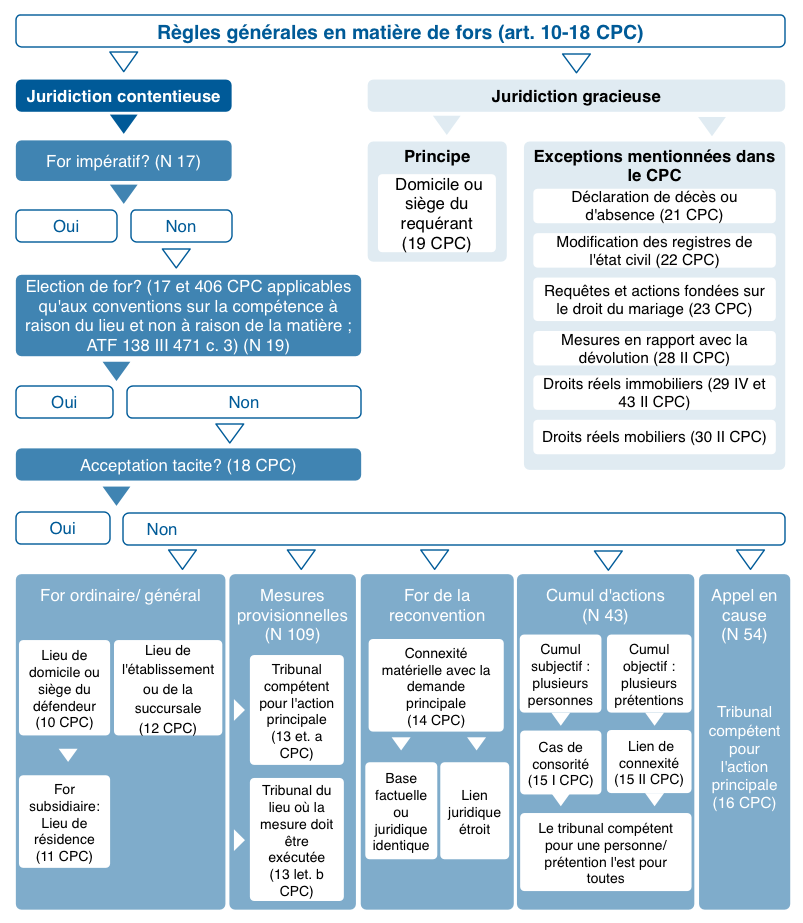 Règles générales en matière de fors (art. 10-18 CPC)
Juridiction contentieuse
For impératif? (N 17)
Oui
Non
Election de for? (17 et 406 CPC applicables
qu'aux conventions sur la compétence à
raison du lieu et non à raison de la matière ;
ATF 138 III 471 c. 3) (N 19)
Oui
Non
Acceptation tacite? (18 CPC)
Oui
Non
Juridiction gracieuse
Principe
Domicile ou
siège du
requérant
(19 CPC)
Exceptions mentionnées dans
le CPC
Déclaration de décès ou
d'absence (21 CPC)
Modification des registres de
l'état civil (22 CPC)
Requêtes et actions fondées sur
le droit du mariage (23 CPC)
Mesures en rapport avec la
dévolution (28 II CPC)
Droits réels immobiliers (29 IV et
43 II CPC)
Droits réels mobiliers (30 II CPC)
For ordinaire/ général
Lieu de
domicile ou
siège du
défendeur
(10 CPC)
Lieu de
l'établissement
ou de la
succursale
(12 CPC)
For
subsidiaire:
Lieu de
résidence
(11 CPC)
Mesures
provisionnelles
(N 109)
Tribunal
compétent
pour l'action
principale
(13 et. a
CPC)
Tribunal du
lieu où la
mesure doit
être
exécutée
(13 let. b
CPC)
For de la
reconvention
Connexité
matérielle avec la
demande
principale
(14 CPC)
Base
factuelle
ou
juridique
identique
Lien
juridique
étroit
Cumul d'actions
(N 43)
Cumul
subjectif :
plusieurs
personnes
Cumul
objectif :
plusieurs
prétentions
Cas de
consorité
(15 I CPC)
Lien de
connexité
(15 II CPC)
Le tribunal compétent
pour une personne/
prétention l'est pour
toutes
Appel en
cause
(N 54)
Tribunal
compétent
pour
l'action
principale
(16 CPC)